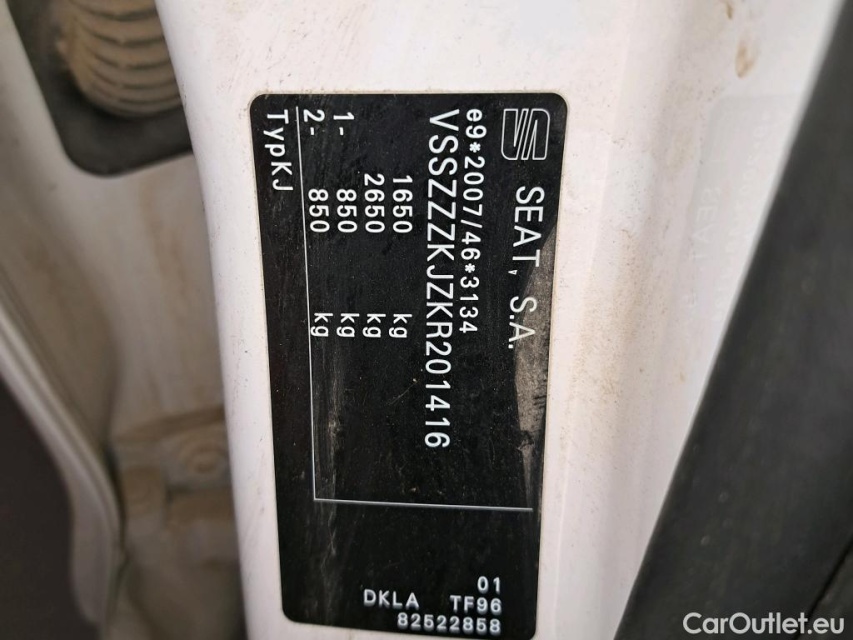 SEAT, S.A.
e9*2007/46*3134
VSSZZZKJZKR201416
1650 kg
2650 kg
1- 850 kg
2- 850 kg
TypKJ
01
DKLA TF96
82522858
CarOutlet.eu